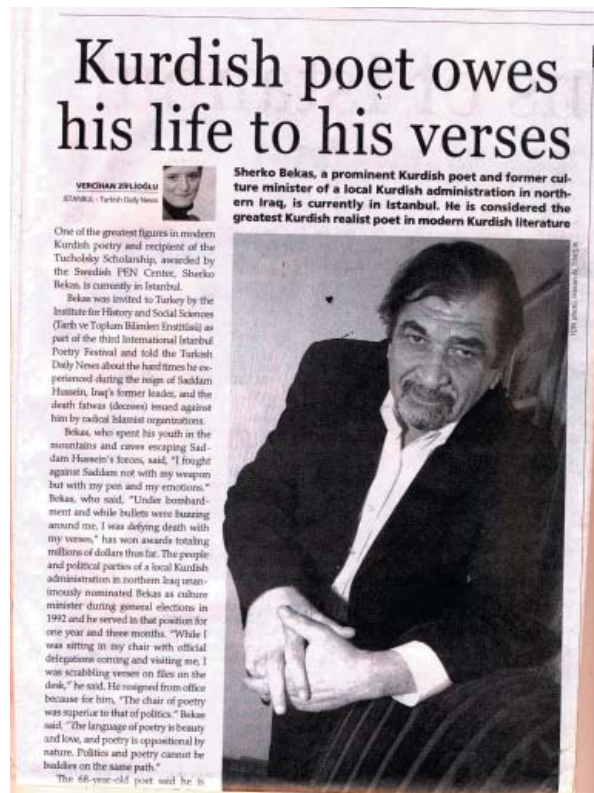 Kurdish poet owes
his life to his verses
VERCİHAN ZİFLİOĞLU
ISTANBUL - Turkish Daily News
Sherko Bekas, a prominent Kurdish poet and former cul-
ture minister of a local Kurdish administration in north-
ern Iraq, is currently in Istanbul. He is considered the
greatest Kurdish realist poet in modern Kurdish literature
One of the greatest figures in modern
Kurdish poetry and recipient of the
Tucholsky Scholarship, awarded by
the Swedish PEN Center, Sherko
Bekas, is currently in Istanbul.
Bekas was invited to Turkey by the
Institute for History and Social Sciences
(Tarih ve Toplum Bilimleri Enstitüsü) as
part of the third International Istanbul
Poetry Festival and told the Turkish
Daily News about the hard times he ex-
perienced during the reign of Saddam
Hussein, Iraq's former leader, and the
death fatwas (decrees) issued against
him by radical Islamist organizations.
Bekas, who spent his youth in the
mountains and caves escaping Sad-
dam Hussein's forces, said, "I fought
against Saddam not with my weapon
but with my pen and my emotions."
Bekas, who said, "Under bombard-
ment and while bullets were buzzing
around me, I was defying death with
my verses," has won awards totaling
millions of dollars thus far. The people
and political parties of a local Kurdish
administration in northern Iraq unan-
imously nominated Bekas as culture
minister during general elections in
1992 and he served in that position for
one year and three months. "While I
was sitting in my chair with official
delegations coming and visiting me, I
was scrabbling verses on files on the
desk," he said. He resigned from office
because for him, "The chair of poetry
was superior to that of politics." Bekas
said, "The language of poetry is beauty
and love, and poetry is oppositional by
nature. Politics and poetry cannot be
buddies on the same path."
The 68-year-old poet said he is
TDN photo, Hasan